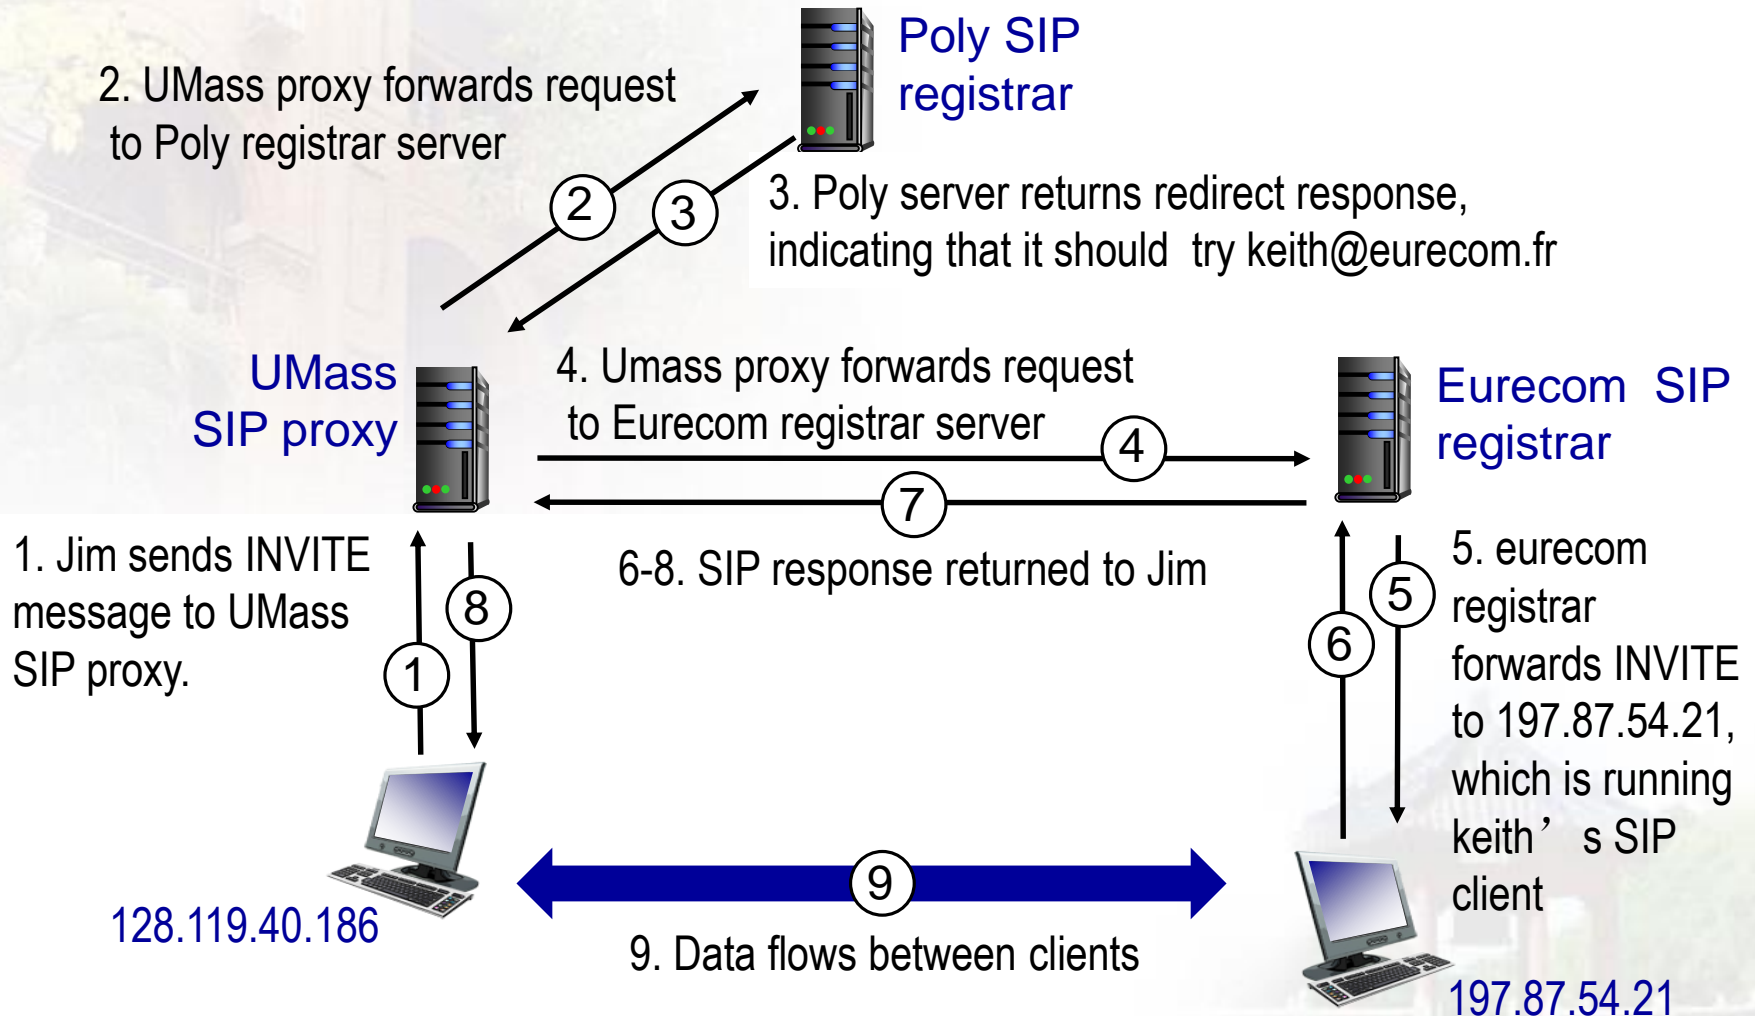 Poly SIP
registrar
2. UMass proxy forwards request
to Poly registrar server
2
3
3. Poly server returns redirect response,
indicating that it should  try keith@eurecom.fr
UMass
SIP proxy
4. Umass proxy forwards request
to Eurecom registrar server
4
7
Eurecom  SIP
registrar
1. Jim sends INVITE
message to UMass
SIP proxy.
1
8
6-8. SIP response returned to Jim
6
5
5. eurecom
registrar
forwards INVITE
to 197.87.54.21,
which is running
keith’ s SIP
client
128.119.40.186
9
9. Data flows between clients
197.87.54.21